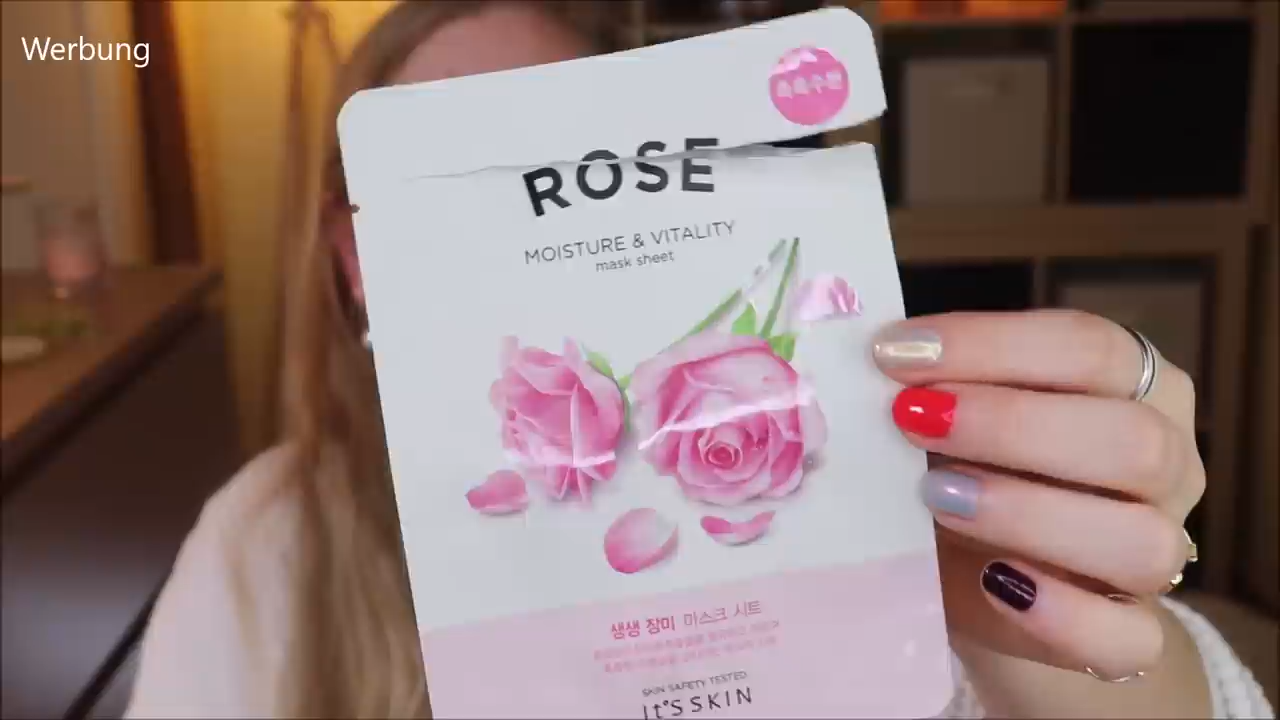 Werbung
ROSE
MOISTURE & VITALITY
mask sheet
생생 장미 마스크 시트
SKIN SAFETY TESTED
It'S SKIN